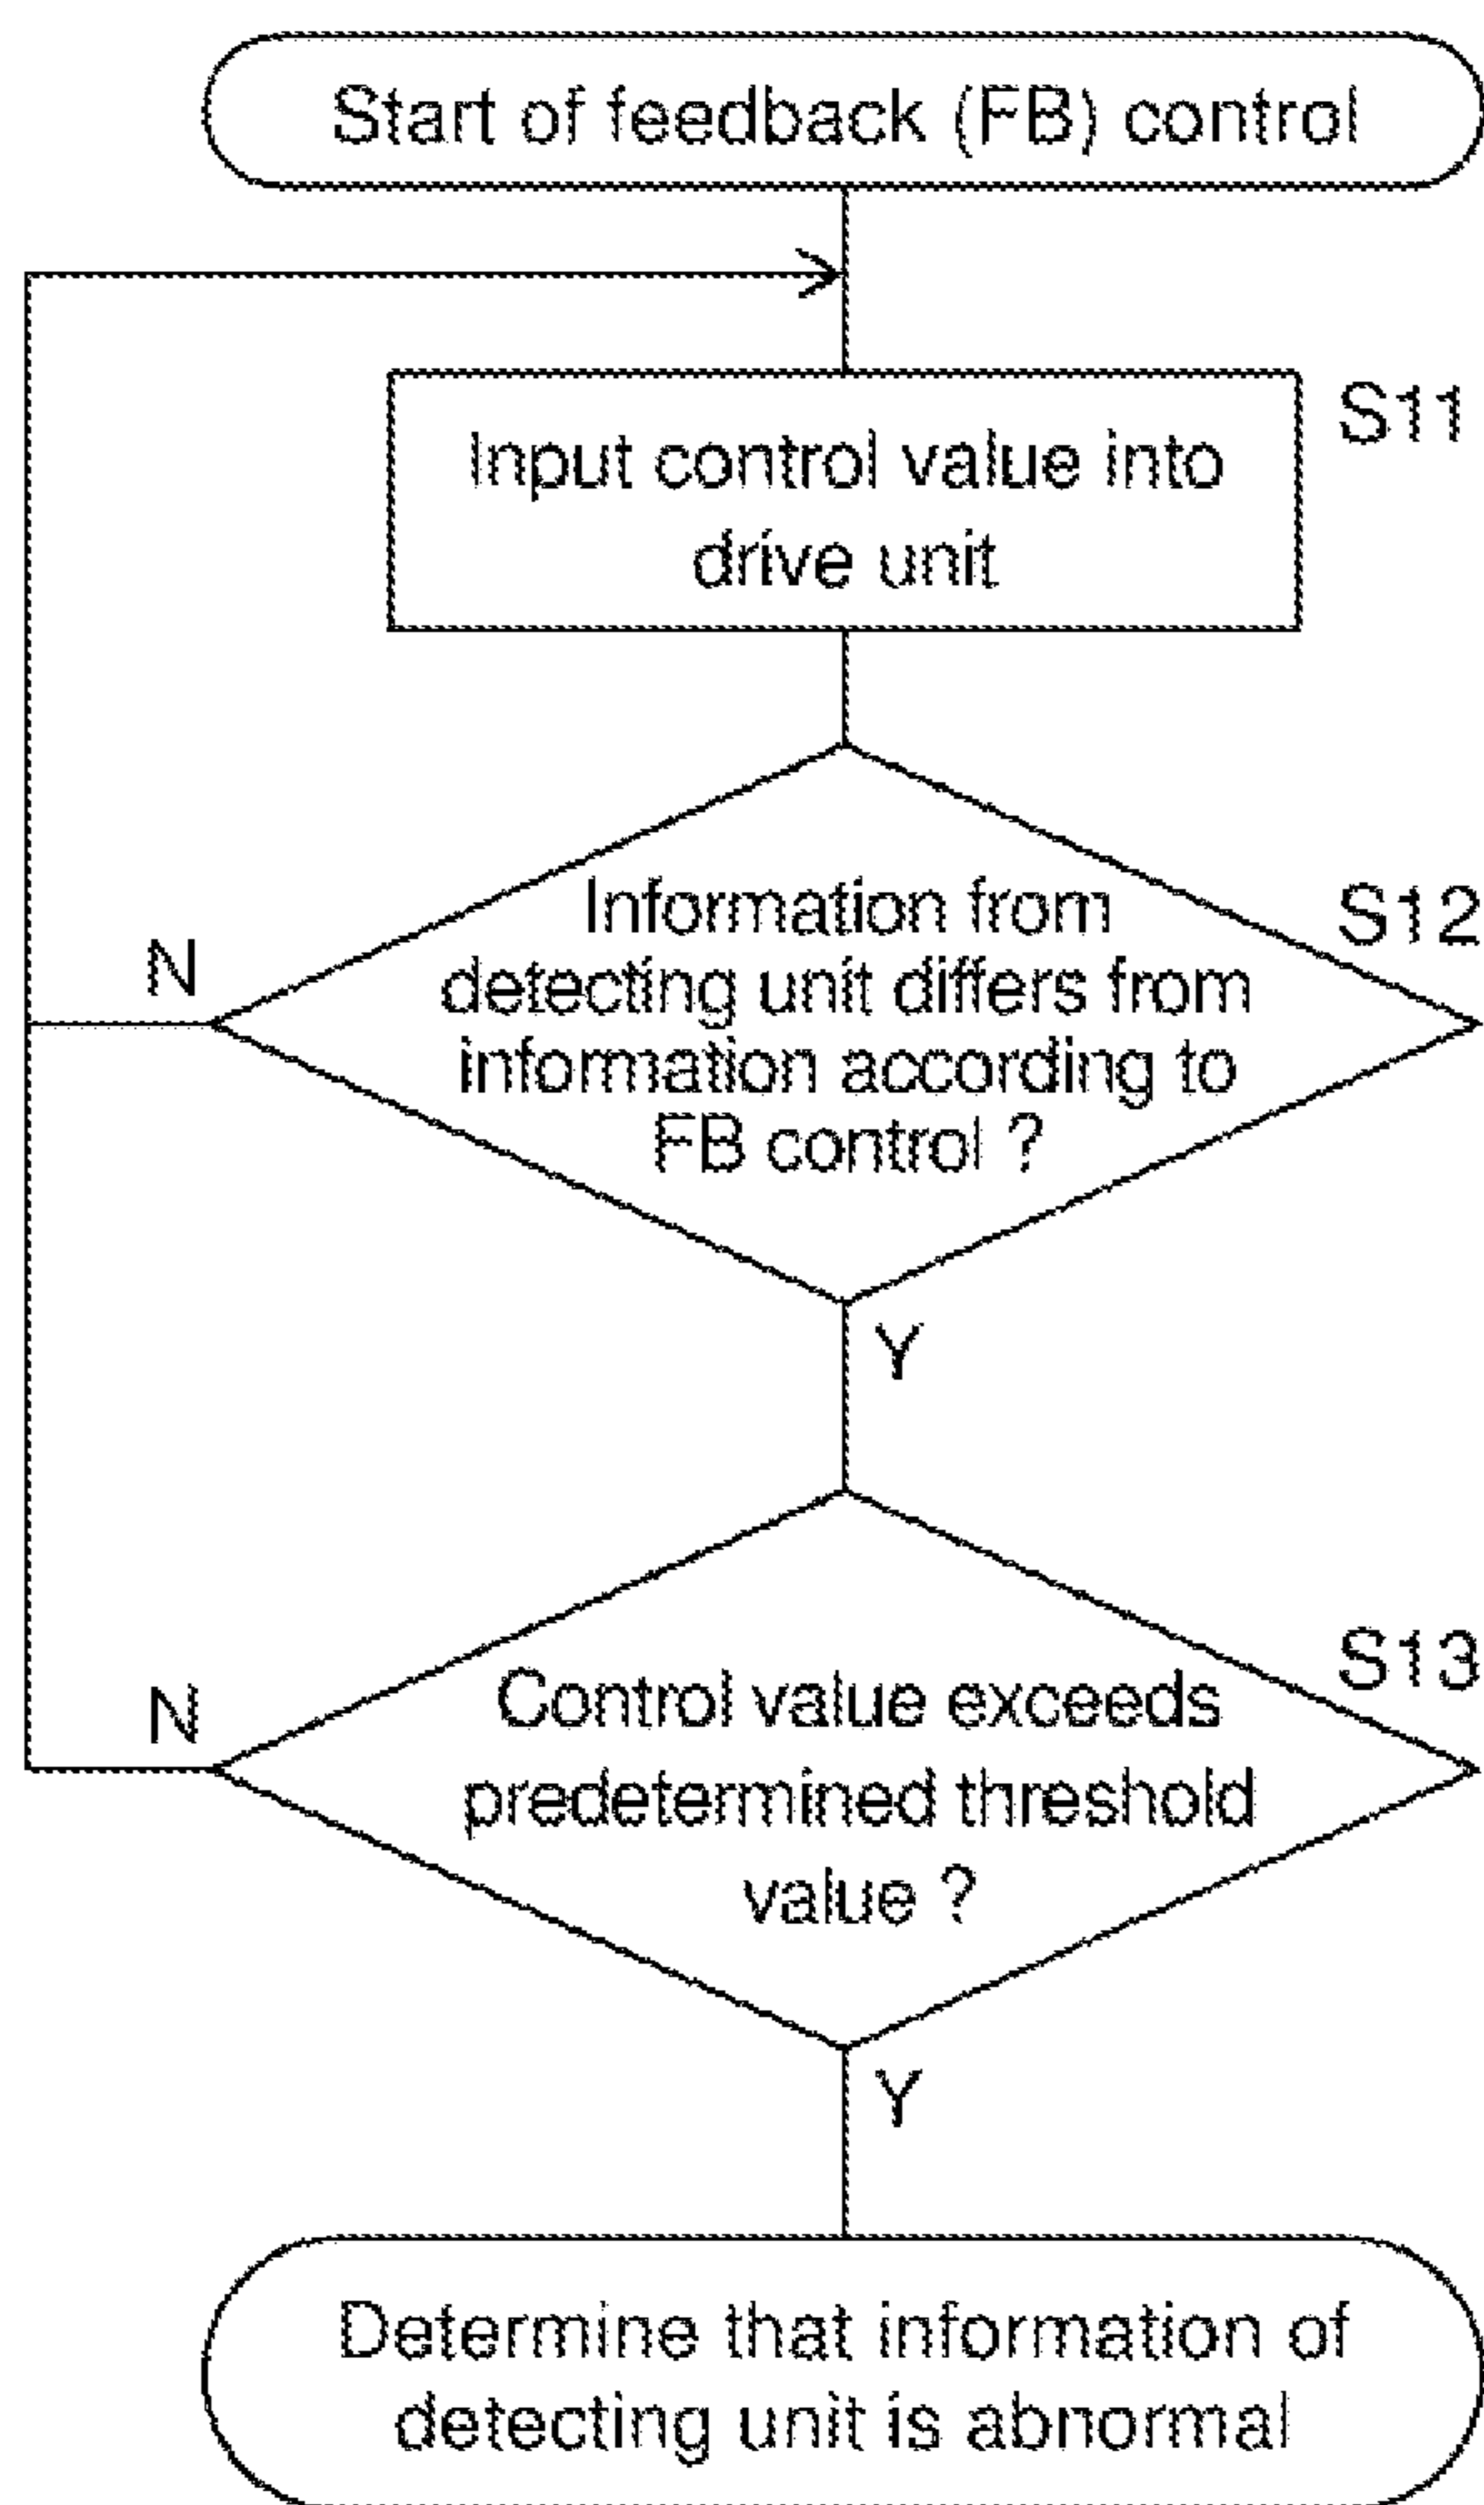 Start of feedback (FB) control
S11
Input control value into
drive unit
S12
Information from
detecting unit differs from
information according to
FB control ?
N
Y
S13
Control value exceeds
predetermined threshold
value ?
N
Y
Determine that information of
detecting unit is abnormal